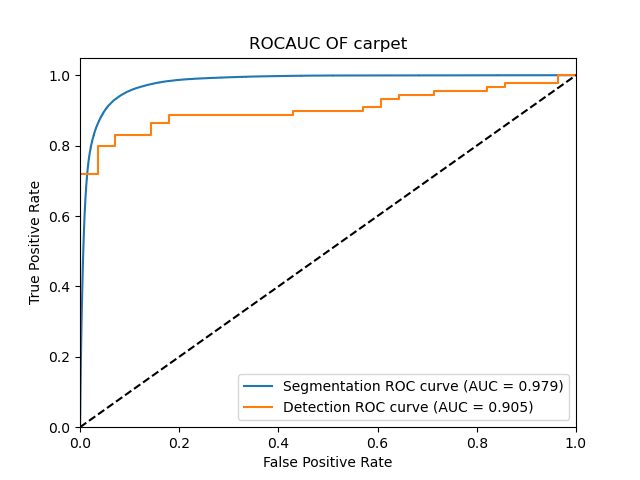 ROCAUC OF carpet
True Positive Rate
1.0
0.8
0.6
0.4
0.2
0.0
Segmentation ROC curve (AUC = 0.979)
Detection ROC curve (AUC = 0.905)
0.0 0.2 0.4 0.6 0.8 1.0
False Positive Rate